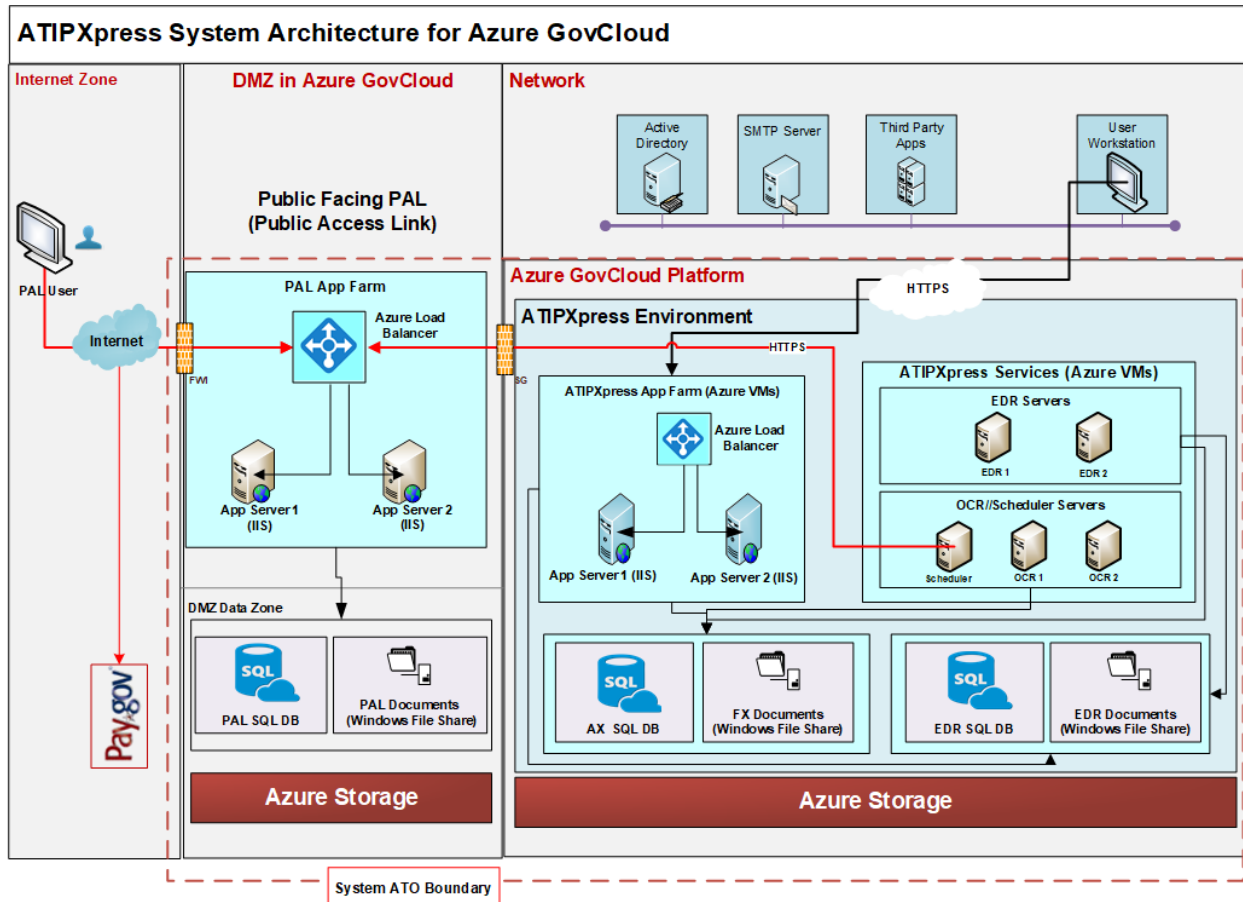 ATIPXpress System Architecture for Azure GovCloud
Internet Zone
DMZ in Azure GovCloud
Network
Active
Directory
SMTP Server
Third Party
Apps
User
Workstation
Public Facing PAL
(Public Access Link)
PAL User
Internet
FWI
Pay.gov
PAL App Farm
Azure Load
Balancer
App Server 1
(IIS)
App Server 2
(IIS)
DMZ Data Zone
SQL
PAL SQL DB
PAL Documents
(Windows File Share)
Azure Storage
SG
Azure GovCloud Platform
HTTPS
ATIPXpress Environment
HTTPS
ATIPXpress App Farm (Azure VMs)
Azure Load
Balancer
App Server 1 (IIS)
App Server 2 (IIS)
ATIPXpress Services (Azure VMs)
EDR Servers
EDR 1
EDR 2
OCR//Scheduler Servers
Scheduler
OCR 1
OCR 2
SQL
AX SQL DB
FX Documents
(Windows File Share)
SQL
EDR SQL DB
EDR Documents
(Windows File Share)
Azure Storage
System ATO Boundary